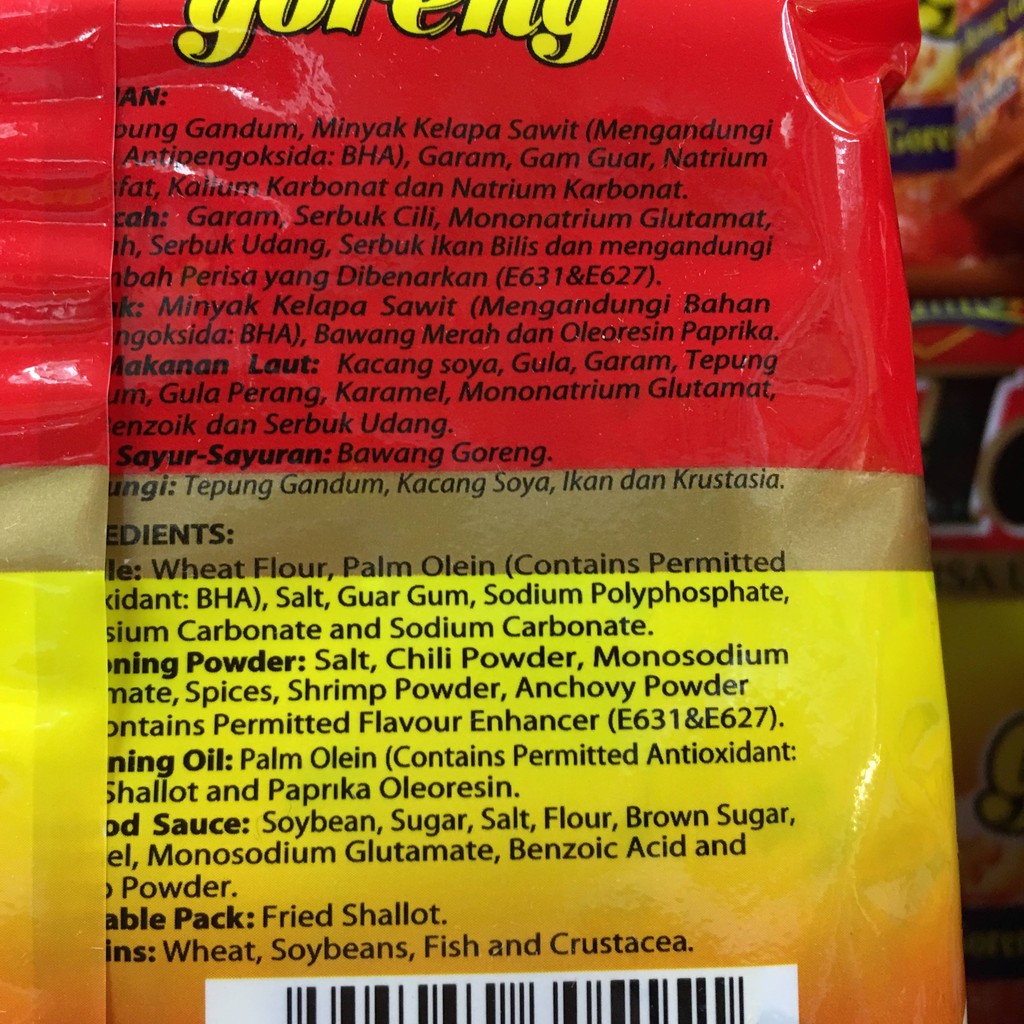 goreng
AN:
pung Gandum, Minyak Kelapa Sawit (Mengandungi
Antipengoksida: BHA), Garam, Gam Guar, Natrium
fat, Kalium Karbonat dan Natrium Karbonat.
cah: Garam, Serbuk Cili, Mononatrium Glutamat,
h, Serbuk Udang, Serbuk Ikan Bilis dan mengandungi
mbah Perisa yang Dibenarkan (E631&E627).
k: Minyak Kelapa Sawit (Mengandungi Bahan
ngoksida: BHA), Bawang Merah dan Oleoresin Paprika.
Makanan Laut: Kacang soya, Gula, Garam, Tepung
um, Gula Perang, Karamel, Mononatrium Glutamat,
enzoik dan Serbuk Udang.
Sayur-Sayuran: Bawang Goreng.
ungi: Tepung Gandum, Kacang Soya, Ikan dan Krustasia.
EDIENTS:
le: Wheat Flour, Palm Olein (Contains Permitted
xidant: BHA), Salt, Guar Gum, Sodium Polyphosphate,
sium Carbonate and Sodium Carbonate.
oning Powder: Salt, Chili Powder, Monosodium
mate, Spices, Shrimp Powder, Anchovy Powder
ontains Permitted Flavour Enhancer (E631&E627).
ning Oil: Palm Olein (Contains Permitted Antioxidant:
Shallot and Paprika Oleoresin.
od Sauce: Soybean, Sugar, Salt, Flour, Brown Sugar,
el, Monosodium Glutamate, Benzoic Acid and
o Powder.
able Pack: Fried Shallot.
ins: Wheat, Soybeans, Fish and Crustacea.